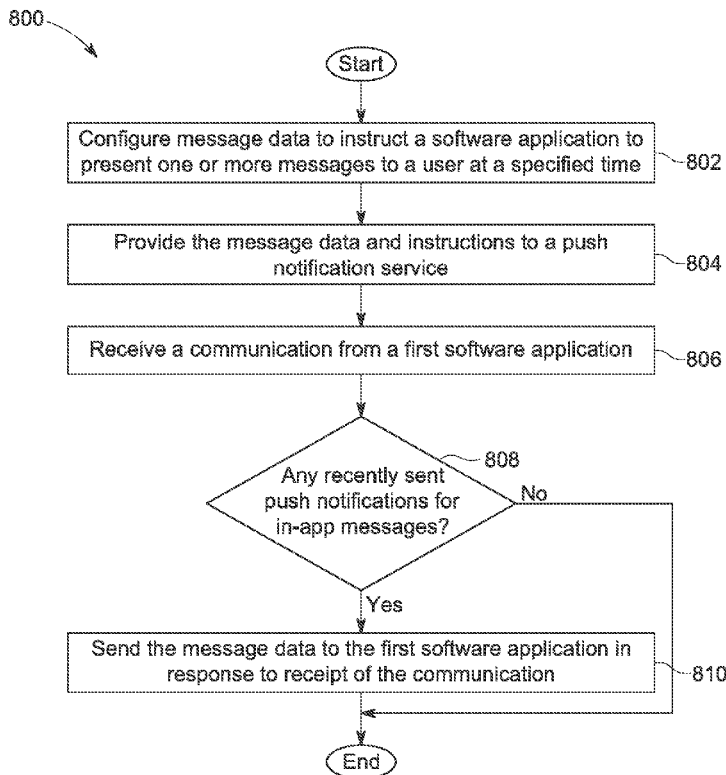 800
Start
Configure message data to instruct a software application to
present one or more messages to a user at a specified time
802
Provide the message data and instructions to a push
notification service
804
Receive a communication from a first software application
806
808
Any recently sent
push notifications for
in-app messages?
No
Yes
Send the message data to the first software application in
response to receipt of the communication
810
End